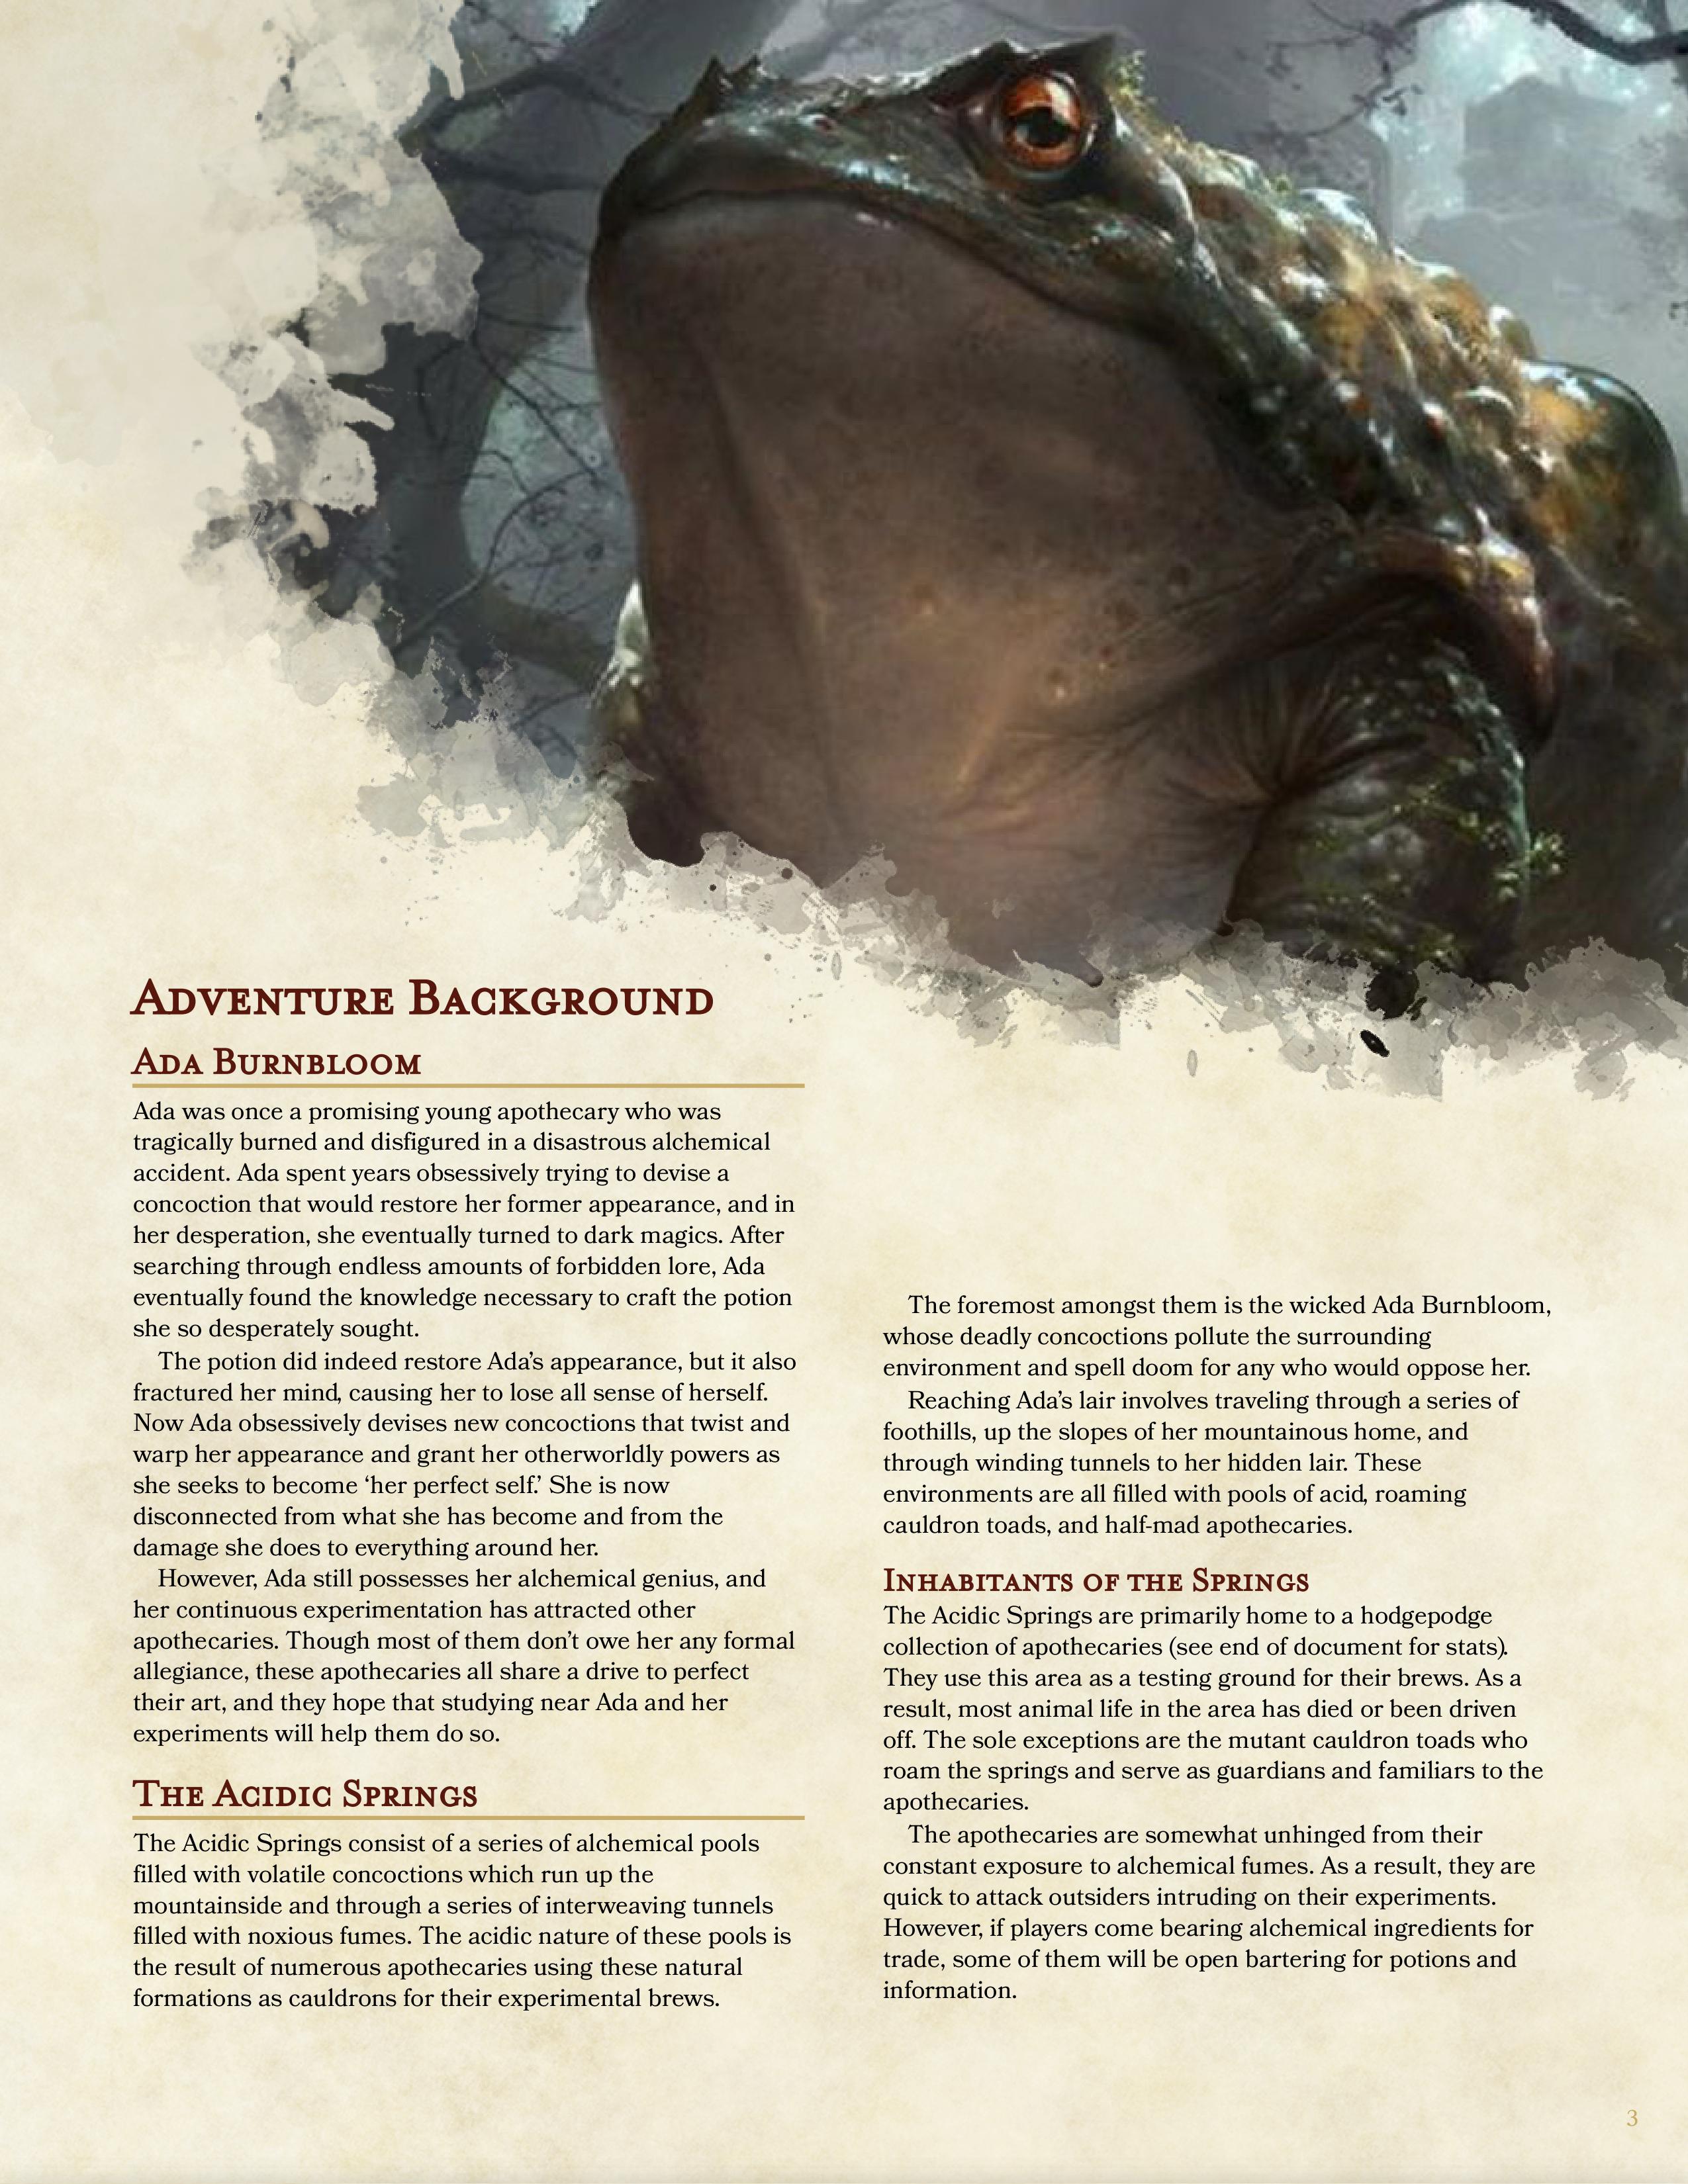 Adventure Background
Ada Burnbloom
Ada was once a promising young apothecary who was
tragically burned and disfigured in a disastrous alchemical
accident. Ada spent years obsessively trying to devise a
concoction that would restore her former appearance, and in
her desperation, she eventually turned to dark magics. After
searching through endless amounts of forbidden lore, Ada
eventually found the knowledge necessary to craft the potion
she so desperately sought.
The potion did indeed restore Ada’s appearance, but it also
fractured her mind, causing her to lose all sense of herself.
Now Ada obsessively devises new concoctions that twist and
warp her appearance and grant her otherworldly powers as
she seeks to become ‘her perfect self.’ She is now
disconnected from what she has become and from the
damage she does to everything around her.
However, Ada still possesses her alchemical genius, and
her continuous experimentation has attracted other
apothecaries. Though most of them don’t owe her any formal
allegiance, these apothecaries all share a drive to perfect
their art, and they hope that studying near Ada and her
experiments will help them do so.
The Acidic Springs
The Acidic Springs consist of a series of alchemical pools
filled with volatile concoctions which run up the
mountainside and through a series of interweaving tunnels
filled with noxious fumes. The acidic nature of these pools is
the result of numerous apothecaries using these natural
formations as cauldrons for their experimental brews.
The foremost amongst them is the wicked Ada Burnbloom,
whose deadly concoctions pollute the surrounding
environment and spell doom for any who would oppose her.
Reaching Ada’s lair involves traveling through a series of
foothills, up the slopes of her mountainous home, and
through winding tunnels to her hidden lair. These
environments are all filled with pools of acid, roaming
cauldron toads, and half-mad apothecaries.
Inhabitants of the Springs
The Acidic Springs are primarily home to a hodgepodge
collection of apothecaries (see end of document for stats).
They use this area as a testing ground for their brews. As a
result, most animal life in the area has died or been driven
off. The sole exceptions are the mutant cauldron toads who
roam the springs and serve as guardians and familiars to the
apothecaries.
The apothecaries are somewhat unhinged from their
constant exposure to alchemical fumes. As a result, they are
quick to attack outsiders intruding on their experiments.
However, if players come bearing alchemical ingredients for
trade, some of them will be open bartering for potions and
information.
3